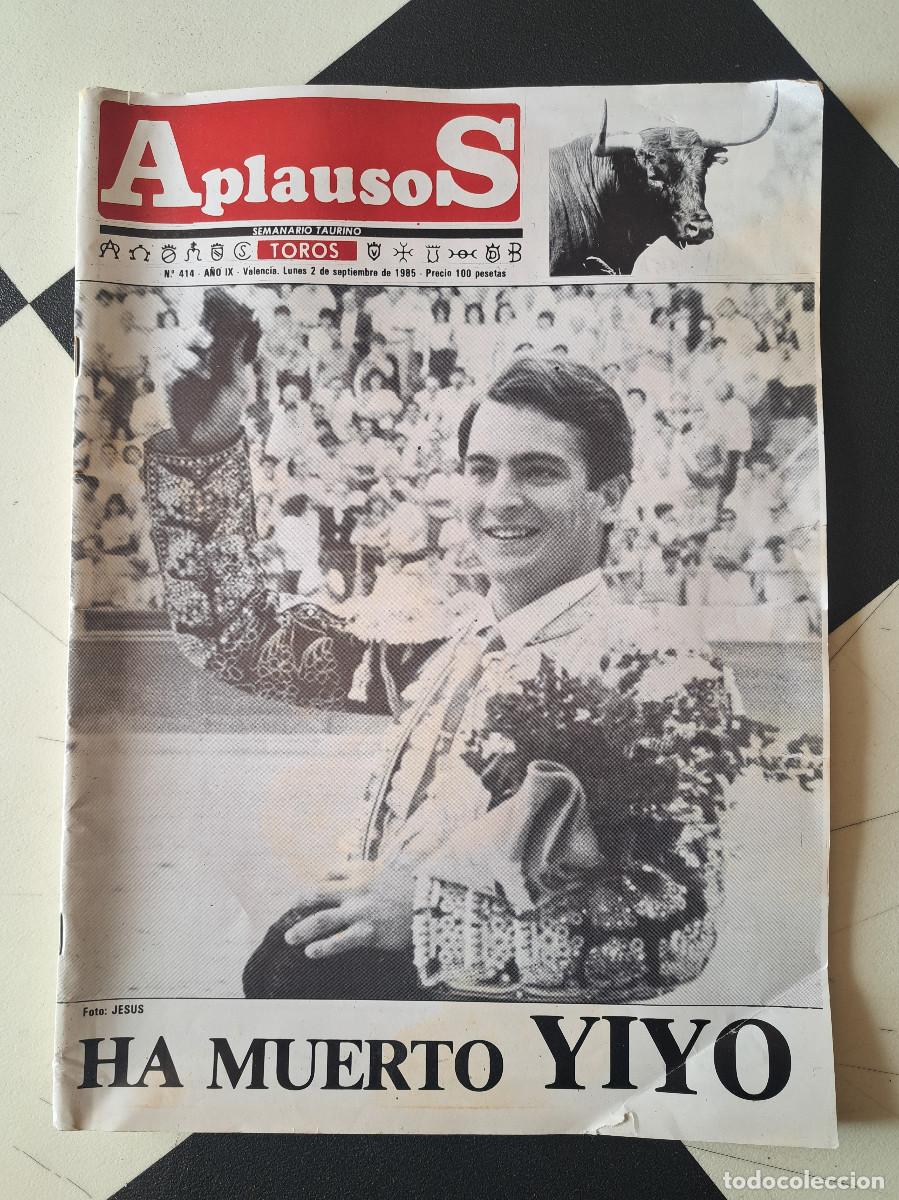 AplausoS
SEMANARIO TAURINO
TOROS
N.º 414 - AÑO IX - Valencia. Lunes 2 de septiembre de 1985 - Precio 100 pesetas
Foto: JESUS
HA MUERTO YIYO
todocoleccion